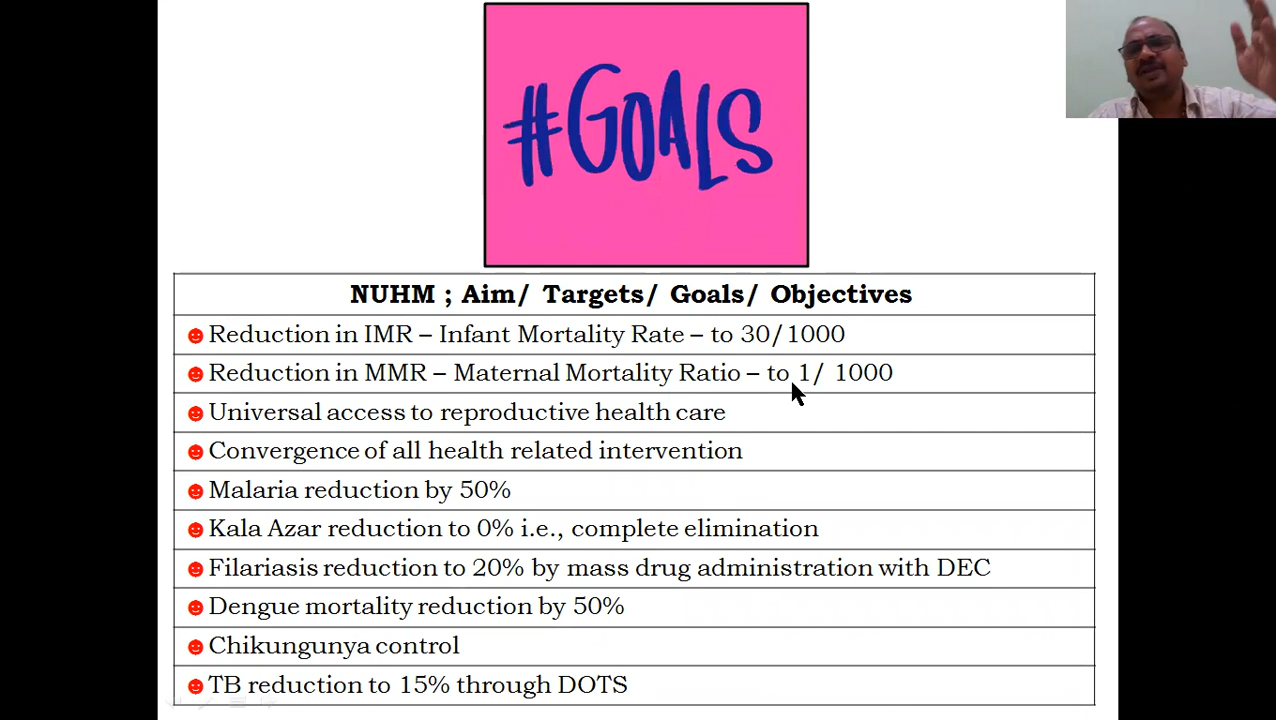 #GOALS
NUHM ; Aim/ Targets/ Goals/ Objectives
Reduction in IMR – Infant Mortality Rate – to 30/1000
Reduction in MMR – Maternal Mortality Ratio – to 1/ 1000
Universal access to reproductive health care
Convergence of all health related intervention
Malaria reduction by 50%
Kala Azar reduction to 0% i.e., complete elimination
Filariasis reduction to 20% by mass drug administration with DEC
Dengue mortality reduction by 50%
Chikungunya control
TB reduction to 15% through DOTS